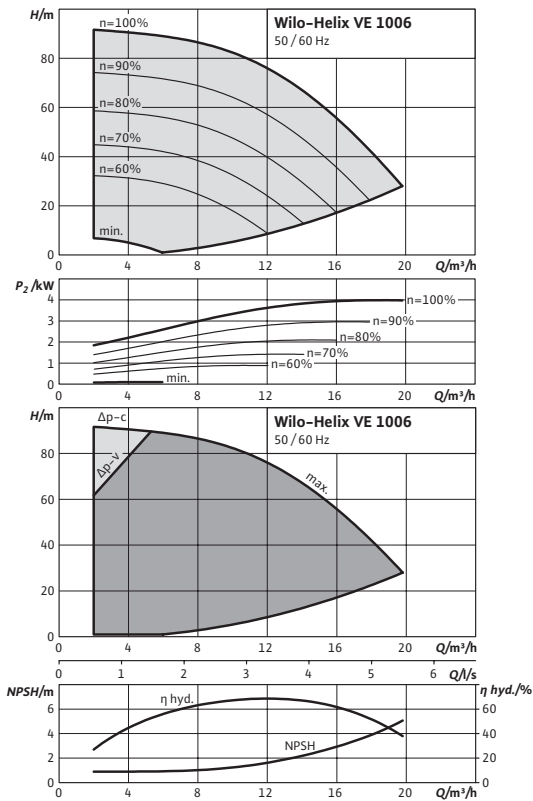 H/m
n=100%
Wilo-Helix VE 1006
50 / 60 Hz
80
n=90%
60
n=80%
n=70%
40
n=60%
20
min.
0
0 4 8 12 16 20 Q/m³/h
P₂ /kW
4
n=100%
3
n=90%
2
n=80%
n=70%
1
n=60%
min.
0
0 4 8 12 16 20 Q/m³/h
H/m
Δp-c
Wilo-Helix VE 1006
50 / 60 Hz
80
Δp-v
max.
60
40
20
0
0 4 8 12 16 20 Q/m³/h
0 1 2 3 4 5 6 Q/l/s
NPSH/m
η hyd./%
η hyd.
6 60
4 40
NPSH
2 20
0 0
0 4 8 12 16 20 Q/m³/h